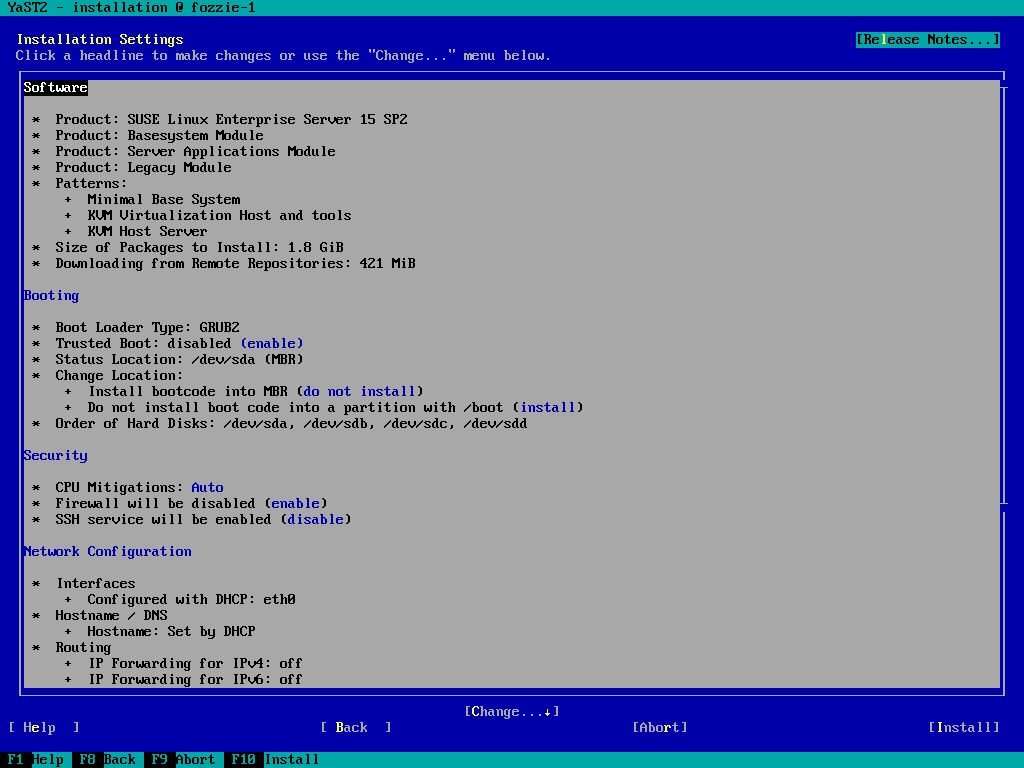 YaST2 - installation @ fozzie-1
Installation Settings
[Release Notes...]
Click a headline to make changes or use the "Change..." menu below.
Software
* Product: SUSE Linux Enterprise Server 15 SP2
* Product: Basesystem Module
* Product: Server Applications Module
* Product: Legacy Module
* Patterns:
+ Minimal Base System
+ KVM Virtualization Host and tools
+ KVM Host Server
* Size of Packages to Install: 1.8 GiB
* Downloading from Remote Repositories: 421 MiB
Booting
* Boot Loader Type: GRUB2
* Trusted Boot: disabled (enable)
* Status Location: /dev/sda (MBR)
* Change Location:
+ Install bootcode into MBR (do not install)
+ Do not install boot code into a partition with /boot (install)
* Order of Hard Disks: /dev/sda, /dev/sdb, /dev/sdc, /dev/sdd
Security
* CPU Mitigations: Auto
* Firewall will be disabled (enable)
* SSH service will be enabled (disable)
Network Configuration
* Interfaces
+ Configured with DHCP: eth0
* Hostname / DNS
+ Hostname: Set by DHCP
* Routing
+ IP Forwarding for IPv4: off
+ IP Forwarding for IPv6: off
[Change...↓]
[ Help ] [ Back ] [Abort] [Install]
F1 Help F8 Back F9 Abort F10 Install